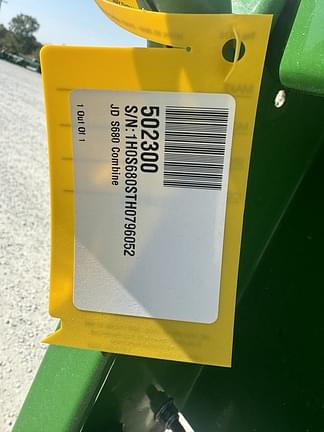 502300
S/N:1H0S680STH0796052
JD S680 Combine
1 Out Of 1